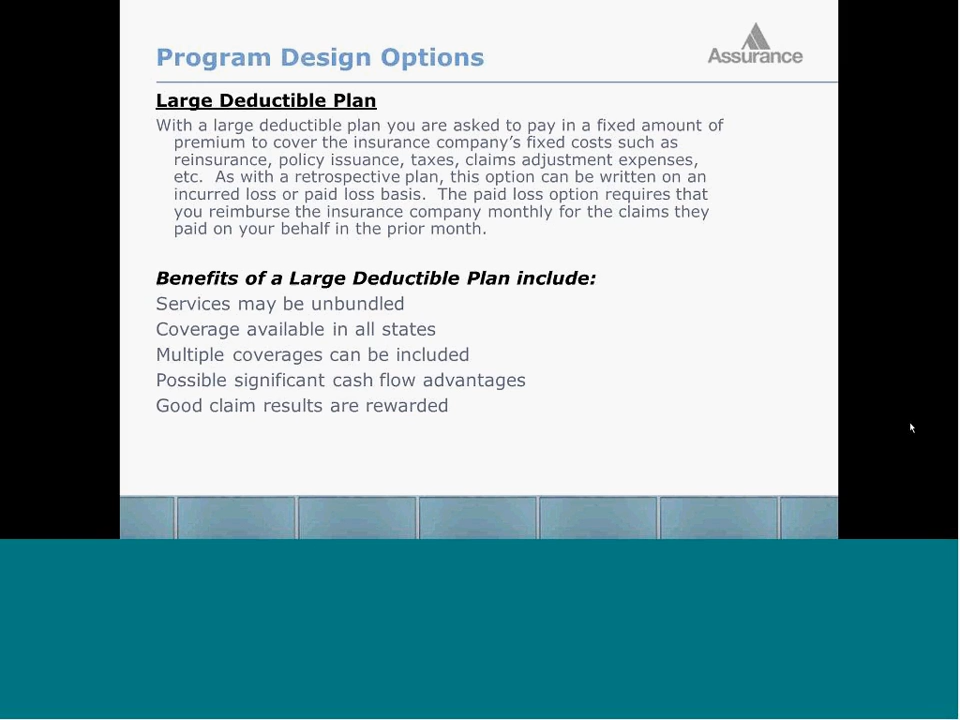 Program Design Options
Assurance
Large Deductible Plan
With a large deductible plan you are asked to pay in a fixed amount of
premium to cover the insurance company's fixed costs such as
reinsurance, policy issuance, taxes, claims adjustment expenses,
etc.  As with a retrospective plan, this option can be written on an
incurred loss or paid loss basis.  The paid loss option requires that
you reimburse the insurance company monthly for the claims they
paid on your behalf in the prior month.
Benefits of a Large Deductible Plan include:
Services may be unbundled
Coverage available in all states
Multiple coverages can be included
Possible significant cash flow advantages
Good claim results are rewarded